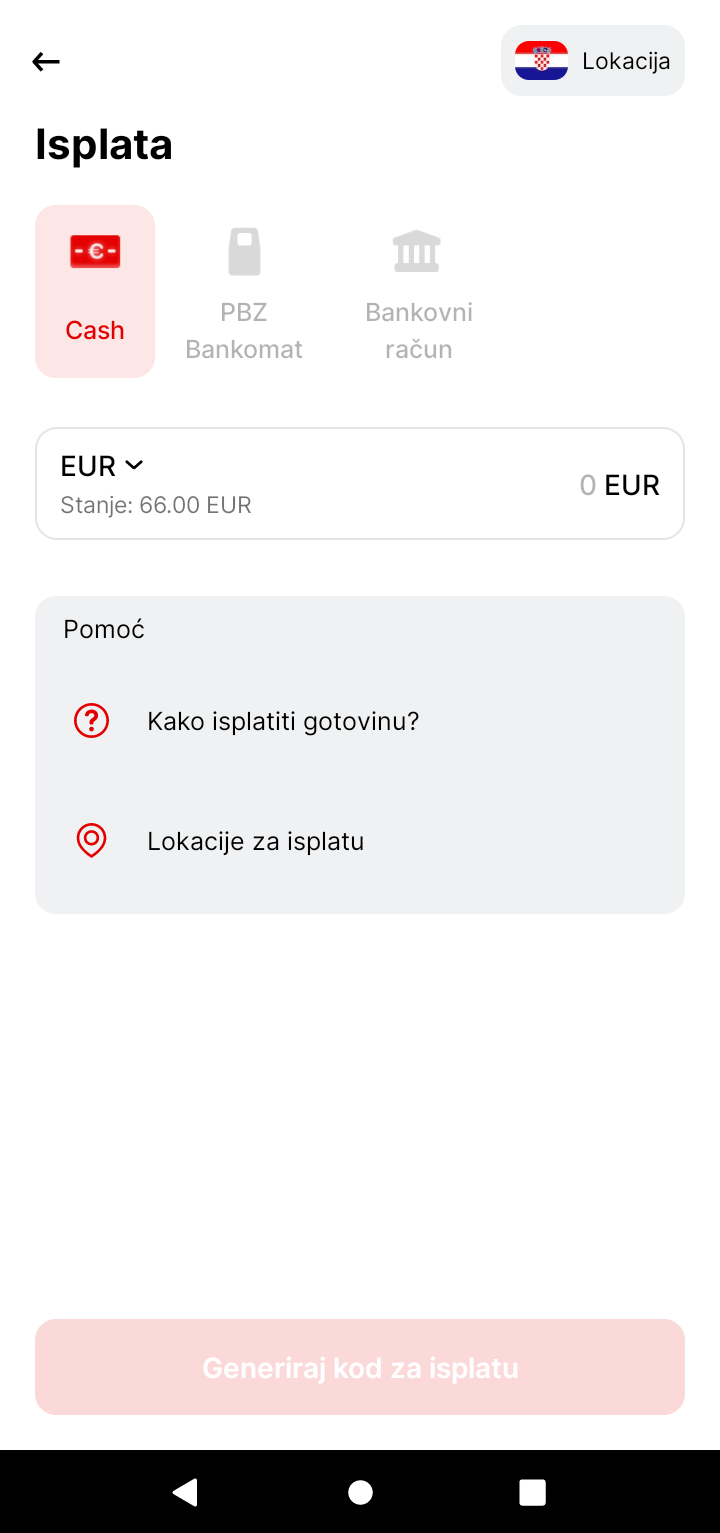 Lokacija
Isplata
Cash
PBZ
Bankomat
Bankovni
račun
EUR
Stanje: 66.00 EUR
0 EUR
Pomoć
Kako isplatiti gotovinu?
Lokacije za isplatu
Generiraj kod za isplatu